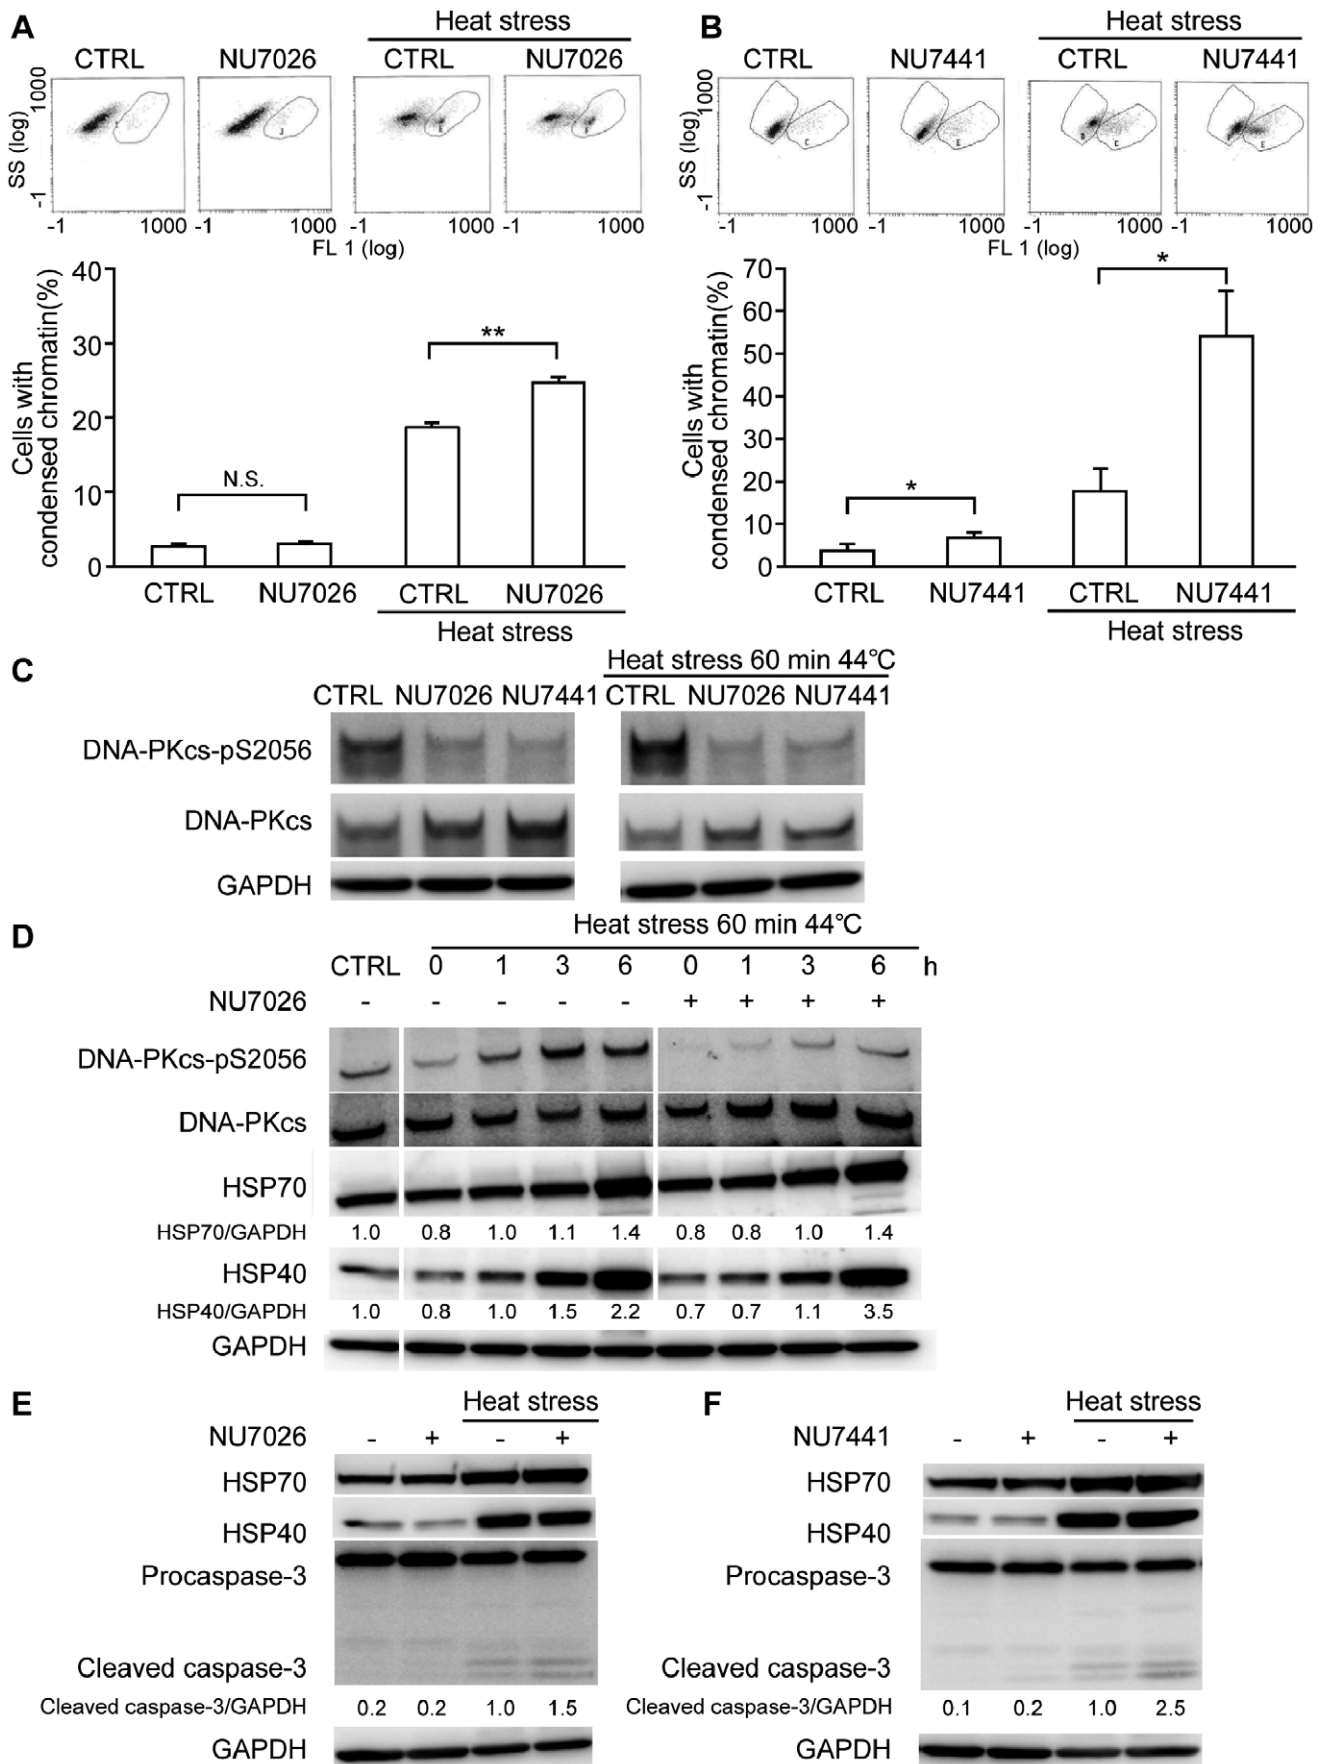 A
Heat stress
CTRL NU7026 CTRL NU7026
SS (log)
1000
-1
-1 1000 -1 1000 -1 1000 -1 1000
FL 1 (log)
J E F
Cells with condensed chromatin(%)
40
30
20
10
0
N.S.
**
CTRL NU7026 CTRL NU7026
Heat stress
B
Heat stress
CTRL NU7441 CTRL NU7441
SS (log)
1000
-1
-1 1000 -1 1000 -1 1000 -1 1000
FL 1 (log)
C E D C E
Cells with condensed chromatin(%)
70
60
50
40
30
20
10
0
*
*
CTRL NU7441 CTRL NU7441
Heat stress
C
Heat stress 60 min 44℃
CTRL NU7026 NU7441 CTRL NU7026 NU7441
DNA-PKcs-pS2056
DNA-PKcs
GAPDH
D
Heat stress 60 min 44℃
CTRL 0 1 3 6 0 1 3 6 h
NU7026 - - - - - + + + +
DNA-PKcs-pS2056
DNA-PKcs
HSP70
HSP70/GAPDH 1.0 0.8 1.0 1.1 1.4 0.8 0.8 1.0 1.4
HSP40
HSP40/GAPDH 1.0 0.8 1.0 1.5 2.2 0.7 0.7 1.1 3.5
GAPDH
E
Heat stress
NU7026 - + - +
HSP70
HSP40
Procaspase-3
Cleaved caspase-3
Cleaved caspase-3/GAPDH 0.2 0.2 1.0 1.5
GAPDH
F
Heat stress
NU7441 - + - +
HSP70
HSP40
Procaspase-3
Cleaved caspase-3
Cleaved caspase-3/GAPDH 0.1 0.2 1.0 2.5
GAPDH